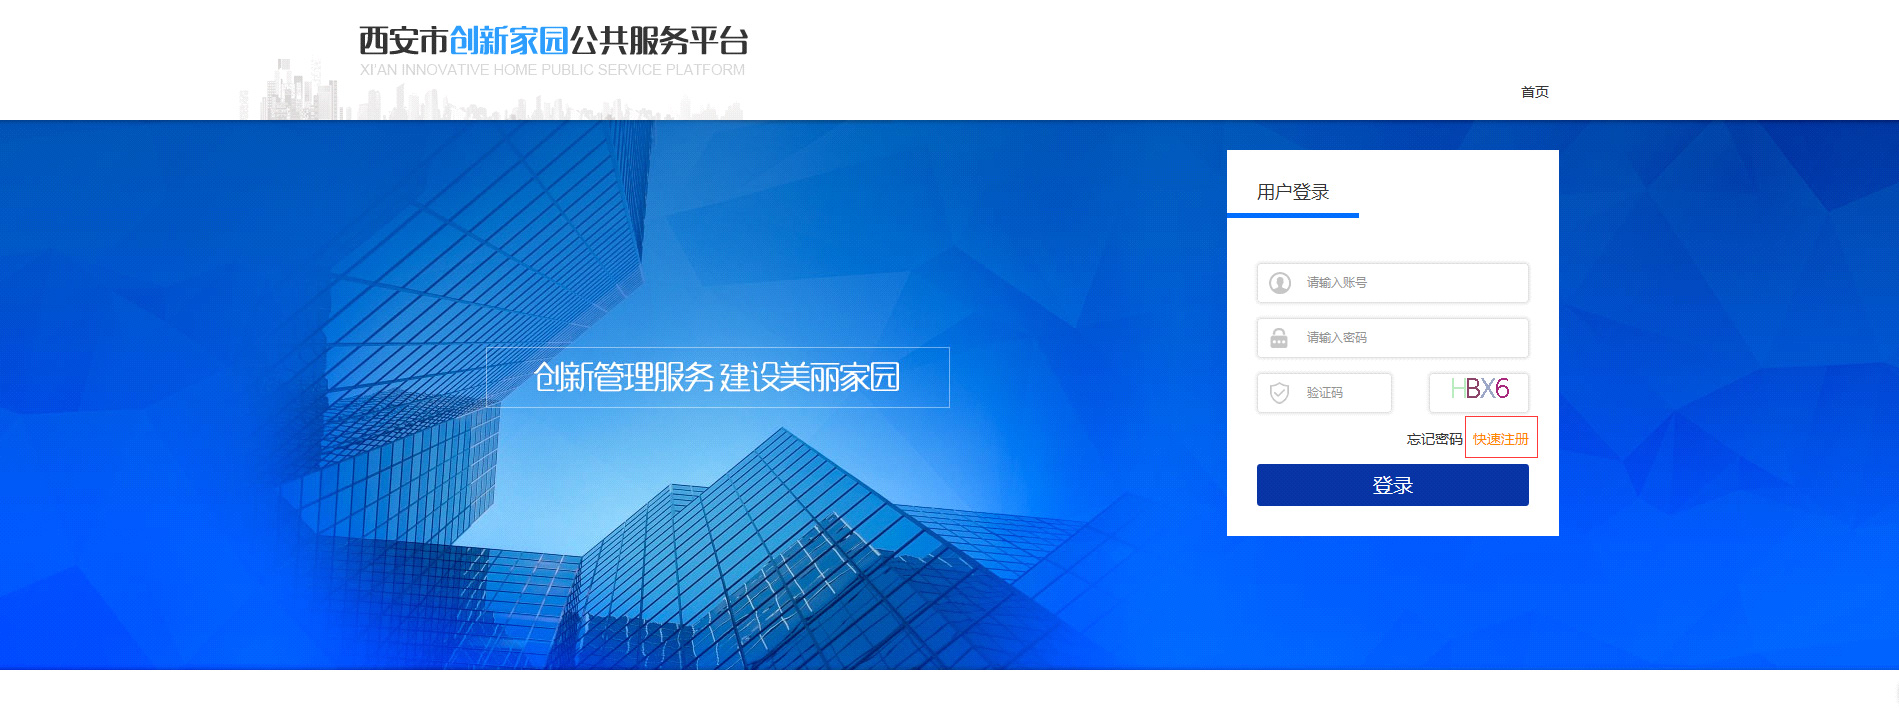 西安市创新家园公共服务平台
XI'AN INNOVATIVE HOME PUBLIC SERVICE PLATFORM
首页
用户登录
请输入账号
请输入密码
验证码 HBX6
忘记密码 快速注册
登录
创新管理服务 建设美丽家园